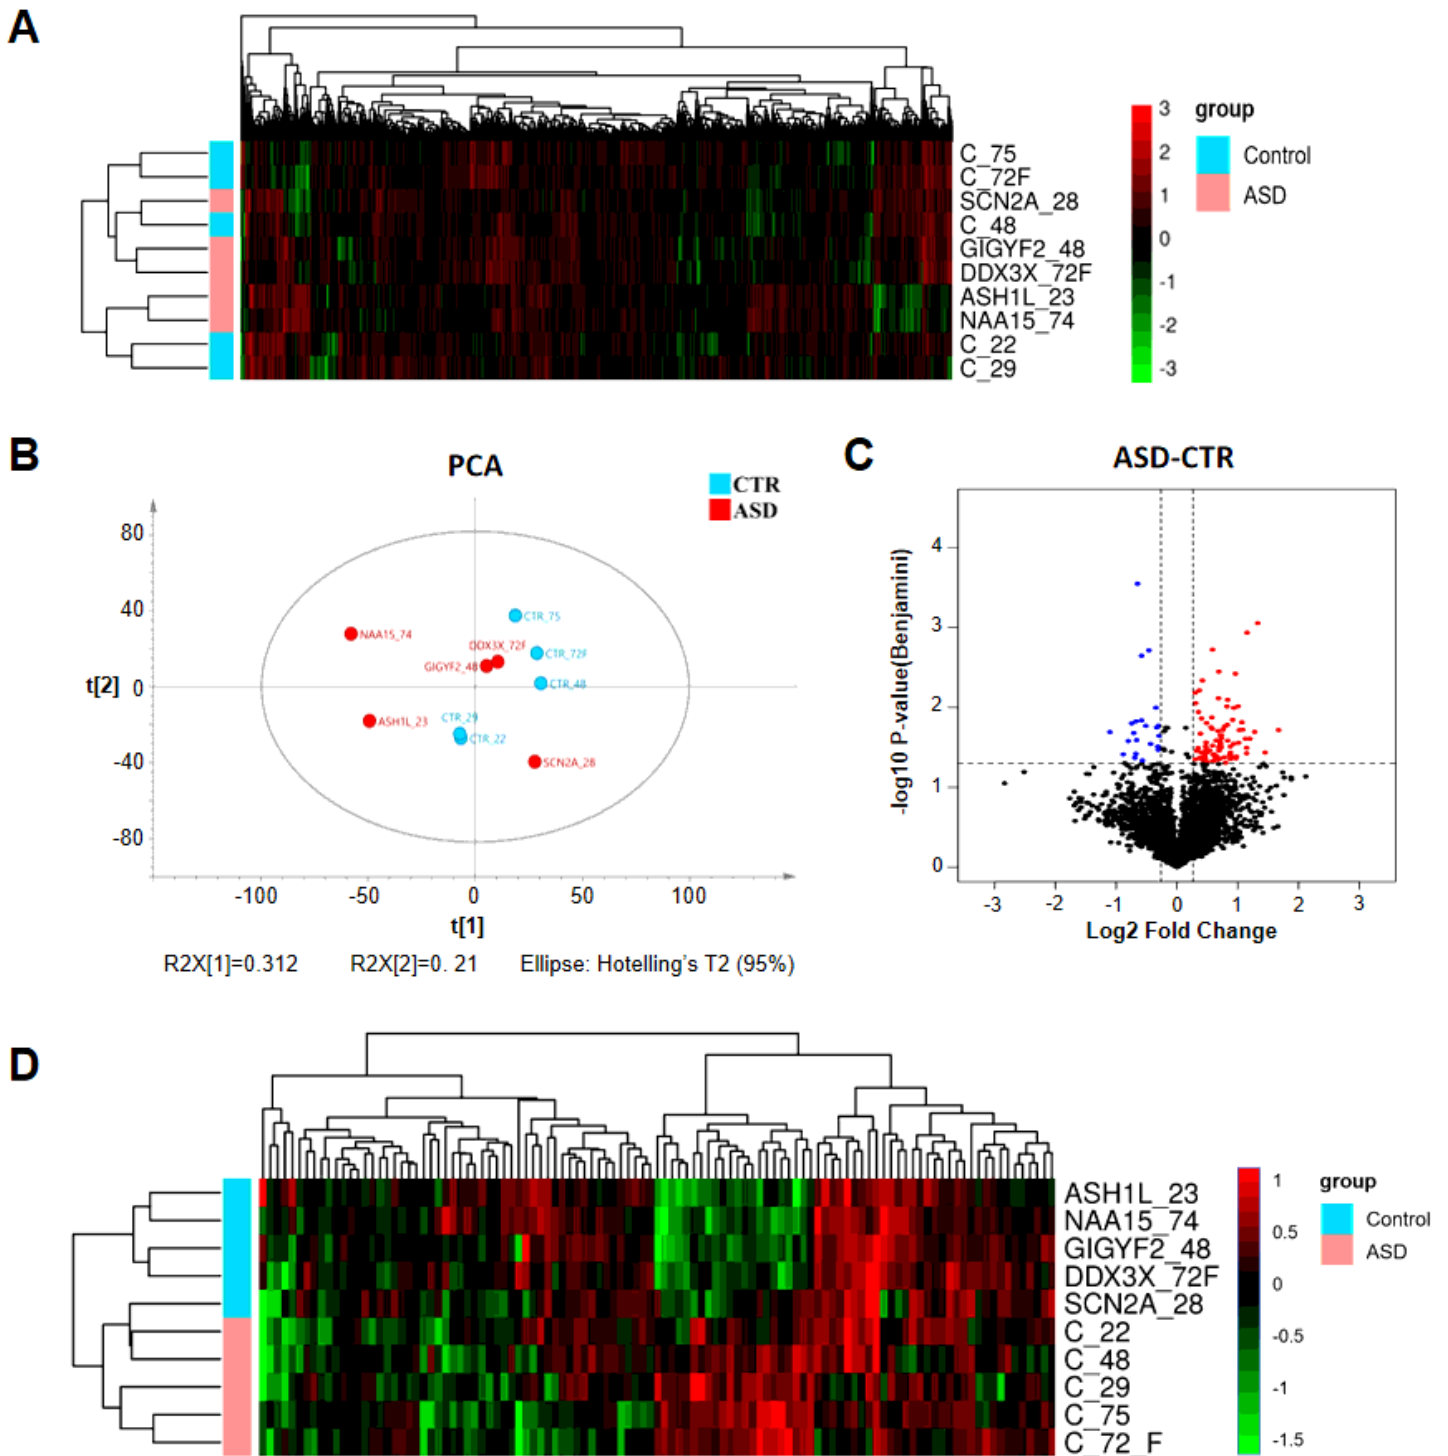 A
3
2
1
0
-1
-2
-3
group
Control
ASD
C_75
C_72F
SCN2A_28
C_48
GIGYF2_48
DDX3X_72F
ASH1L_23
NAA15_74
C_22
C_29
B
PCA
CTR
ASD
80
40
0
-40
-80
t[2]
CTR_75
NAA15_74
DDX3X_72F
CTR_72F
GIGYF2_48
CTR_48
ASH1L_23
CTR_29
CTR_22
SCN2A_28
-100
-50
0
50
100
t[1]
R2X[1]=0.312 R2X[2]=0. 21 Ellipse: Hotelling's T2 (95%)
C
ASD-CTR
-log10 P-value(Benjamini)
4
3
2
1
0
-3
-2
-1
0
1
2
3
Log2 Fold Change
D
ASH1L_23
NAA15_74
GIGYF2_48
DDX3X_72F
SCN2A_28
C_22
C_48
C_29
C_75
C_72_F
1
0.5
0
-0.5
-1
-1.5
group
Control
ASD